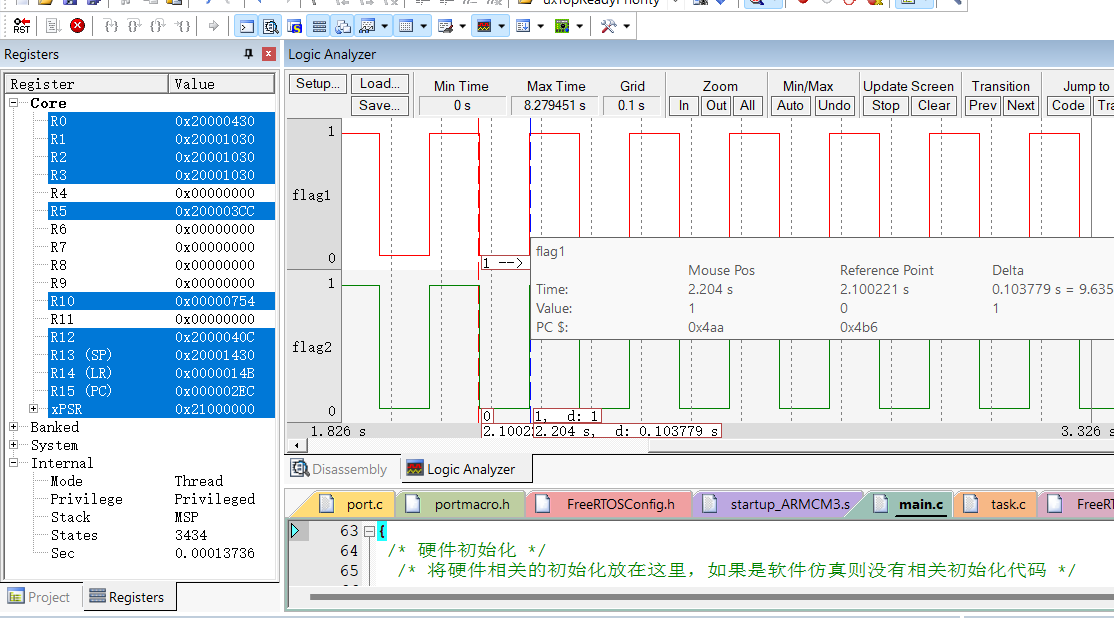 uxTopReadyPriority
RST
Registers
Register Value
Core
R0 0x20000430
R1 0x20001030
R2 0x20001030
R3 0x20001030
R4 0x00000000
R5 0x200003CC
R6 0x00000000
R7 0x00000000
R8 0x00000000
R9 0x00000000
R10 0x00000754
R11 0x00000000
R12 0x2000040C
R13 (SP) 0x20001430
R14 (LR) 0x0000014B
R15 (PC) 0x000002EC
xPSR 0x21000000
Banked
System
Internal
Mode Thread
Privilege Privileged
Stack MSP
States 3434
Sec 0.00013736
Project Registers
Logic Analyzer
Setup... Load... Min Time Max Time Grid Zoom Min/Max Update Screen Transition Jump to
Save... 0 s 8.279451 s 0.1 s In Out All Auto Undo Stop Clear Prev Next Code Tra
1
flag1
0
1 -->
flag1
Mouse Pos Reference Point Delta
Time: 2.204 s 2.100221 s 0.103779 s = 9.635
Value: 1 0 1
PC $: 0x4aa 0x4b6
1
flag2
0
0 1, d: 1
1.826 s 2.1002 2.204 s, d: 0.103779 s 3.326 s
Disassembly Logic Analyzer
port.c portmacro.h FreeRTOSConfig.h startup_ARMCM3.s main.c task.c FreeRT
63 {
64 /* 硬件初始化 */
65 /* 将硬件相关的初始化放在这里，如果是软件仿真则没有相关初始化代码 */